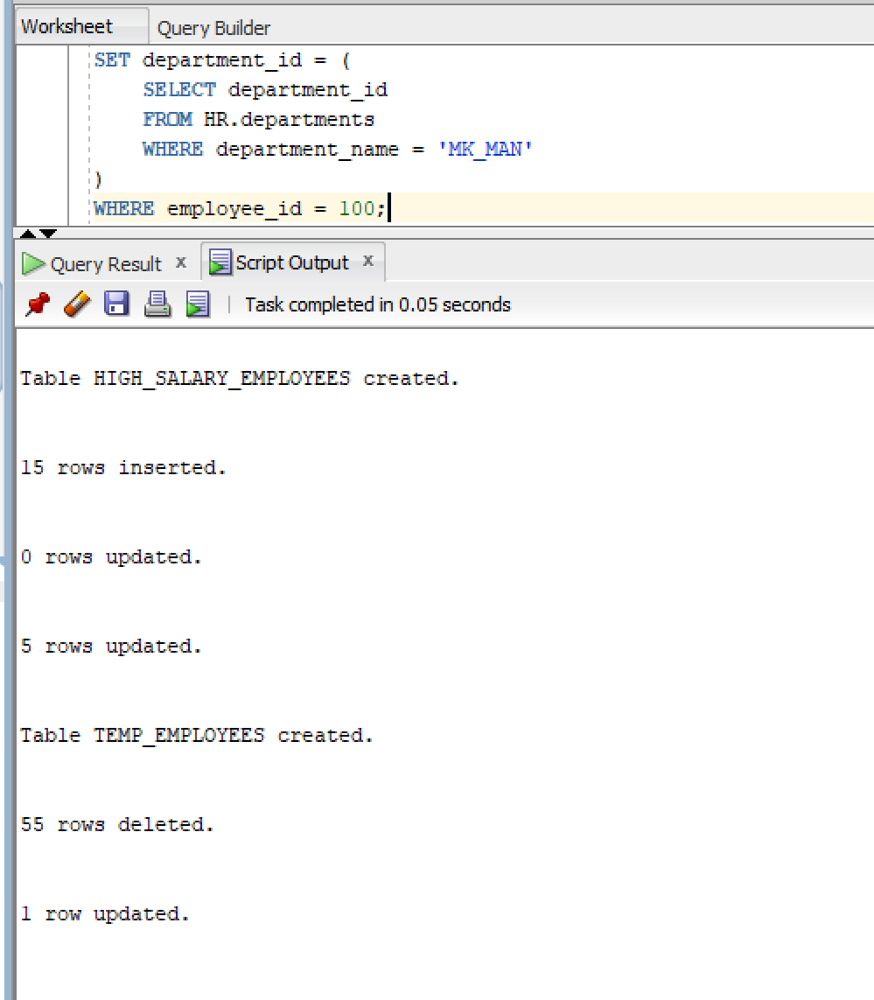 Worksheet Query Builder
SET department_id = (
SELECT department_id
FROM HR.departments
WHERE department_name = 'MK_MAN'
)
WHERE employee_id = 100;
Query Result x Script Output x
Task completed in 0.05 seconds
Table HIGH_SALARY_EMPLOYEES created.
15 rows inserted.
0 rows updated.
5 rows updated.
Table TEMP_EMPLOYEES created.
55 rows deleted.
1 row updated.